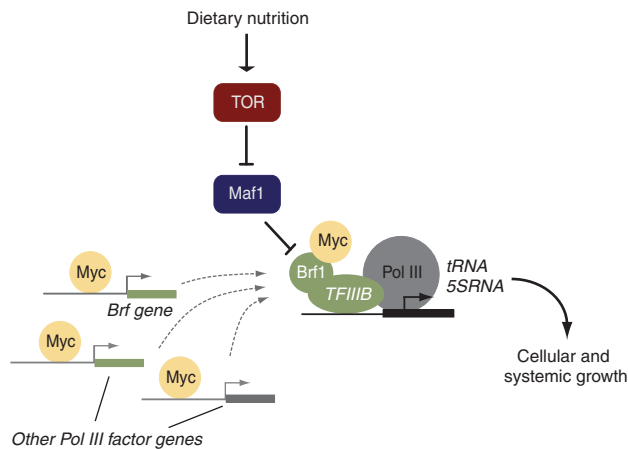 Dietary nutrition
TOR
Maf1
Myc
Brf1
Pol III
TFIIIB
tRNA
5SRNA
Myc
Brf gene
Myc
Myc
Other Pol III factor genes
Cellular and
systemic growth